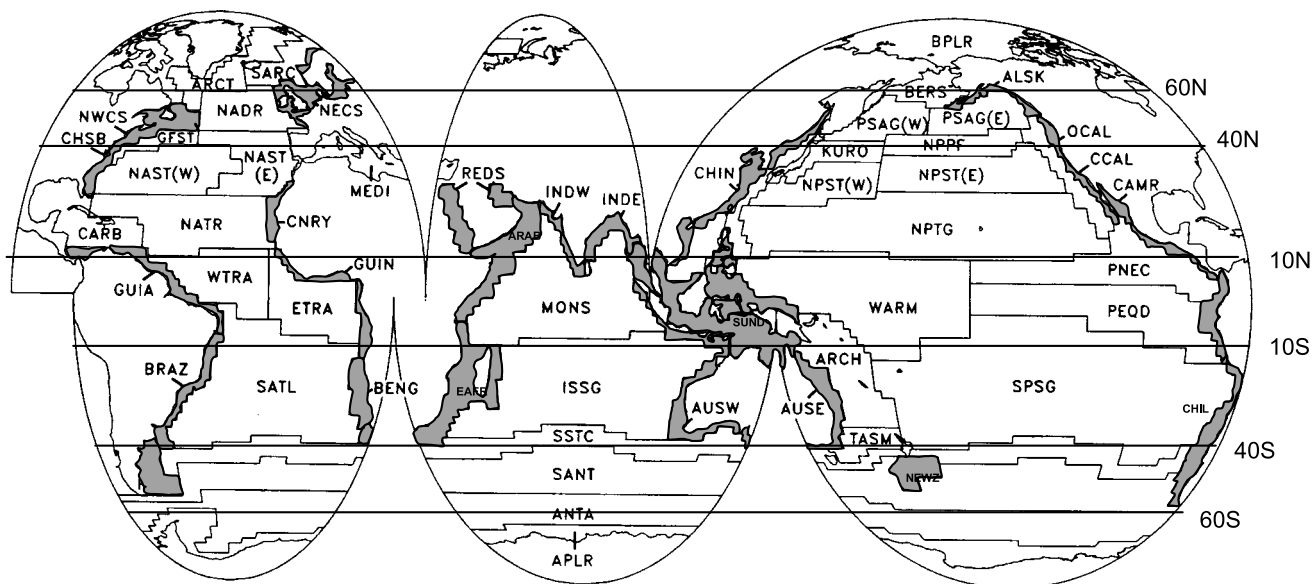 BPLR
SARC
ARCT
ALSK
60N
BERS
NECS
NADR
NWCS
PSAG(W)
PSAG(E)
CHSB
GFST
OCAL
40N
NPPF
KURO
NAST
(E)
NAST(W)
MEDI
REDS
CHIN
NPST(W)
NPST(E)
CCAL
CAMR
INDW
INDE
NATR
CNRY
CARB
ARAB
NPTG
10N
GUIN
WTRA
PNEC
GUIA
ETRA
MONS
WARM
PEQD
SUND
10S
ARCH
BRAZ
SATL
BENG
EAFR
ISSG
AUSW
AUSE
SPSG
CHIL
SSTC
TASM
40S
SANT
NEWZ
ANTA
60S
APLR